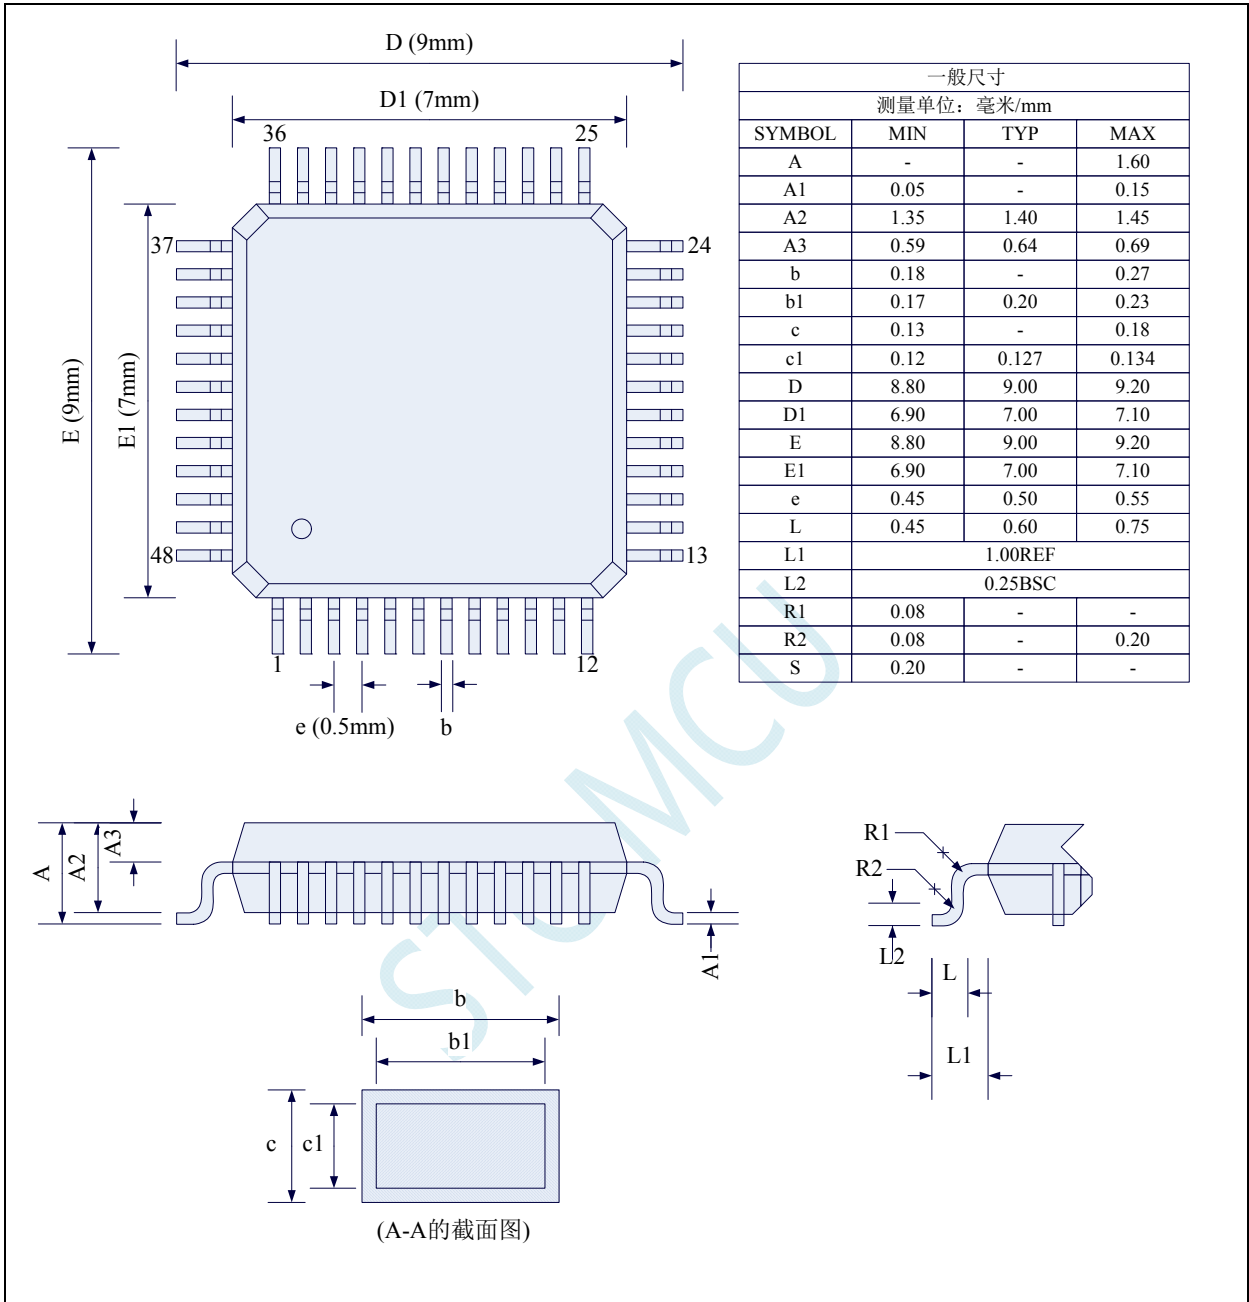 D (9mm)
D1 (7mm)
36 25
37 24
48 13
1 12
E (9mm)
E1 (7mm)
e (0.5mm) b
一般尺寸
测量单位：毫米/mm
SYMBOL MIN TYP MAX
A - - 1.60
A1 0.05 - 0.15
A2 1.35 1.40 1.45
A3 0.59 0.64 0.69
b 0.18 - 0.27
b1 0.17 0.20 0.23
c 0.13 - 0.18
c1 0.12 0.127 0.134
D 8.80 9.00 9.20
D1 6.90 7.00 7.10
E 8.80 9.00 9.20
E1 6.90 7.00 7.10
e 0.45 0.50 0.55
L 0.45 0.60 0.75
L1 1.00REF
L2 0.25BSC
R1 0.08 - -
R2 0.08 - 0.20
S 0.20 - -
STCMCU
A
A2
A3
A1
R1
R2
L2
L
L1
b
b1
c c1
(A-A的截面图)